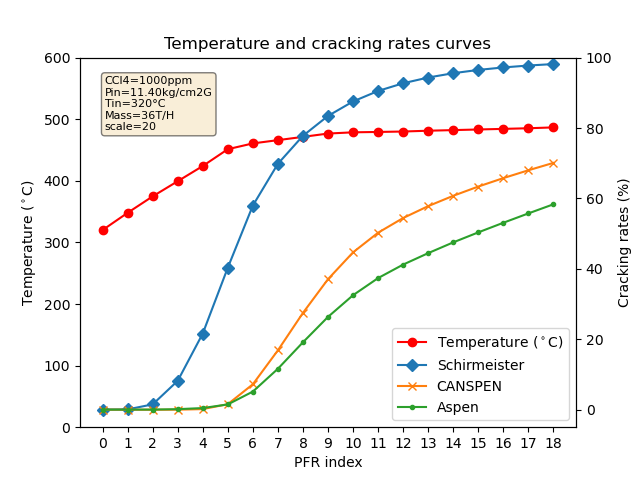 Temperature and cracking rates curves
CCl4=1000ppm
Pin=11.40kg/cm2G
Tin=320°C
Mass=36T/H
scale=20
600
500
400
300
200
100
0
Temperature (°C)
100
80
60
40
20
0
Cracking rates (%)
Temperature (°C)
Schirmeister
CANSPEN
Aspen
0 1 2 3 4 5 6 7 8 9 10 11 12 13 14 15 16 17 18
PFR index